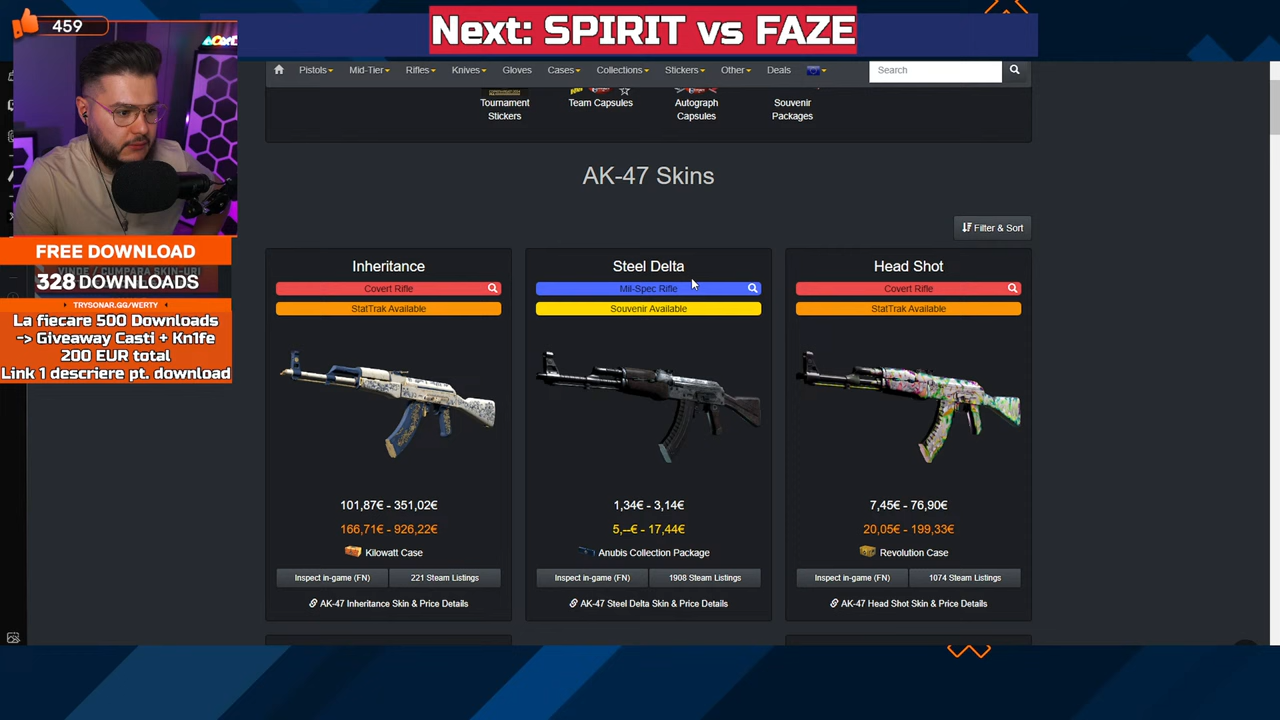 459
Next: SPIRIT vs FAZE
Pistols Mid-Tier Rifles Knives Gloves Cases Collections Stickers Other Deals Search
Tournament Stickers
Team Capsules
Autograph Capsules
Souvenir Packages
AK-47 Skins
Filter & Sort
FREE DOWNLOAD
VINDE / CUMPARA SKIN-URI
328 DOWNLOADS
TRYSONAR.GG/WERTY
La fiecare 500 Downloads
-> Giveaway Casti + Kn1fe
200 EUR total
Link 1 descriere pt. download
Inheritance
Covert Rifle
StatTrak Available
101,87€ - 351,02€
166,71€ - 926,22€
Kilowatt Case
Inspect in-game (FN) 221 Steam Listings
AK-47 Inheritance Skin & Price Details
Steel Delta
Mil-Spec Rifle
Souvenir Available
1,34€ - 3,14€
5,--€ - 17,44€
Anubis Collection Package
Inspect in-game (FN) 1908 Steam Listings
AK-47 Steel Delta Skin & Price Details
Head Shot
Covert Rifle
StatTrak Available
7,45€ - 76,90€
20,05€ - 199,33€
Revolution Case
Inspect in-game (FN) 1074 Steam Listings
AK-47 Head Shot Skin & Price Details